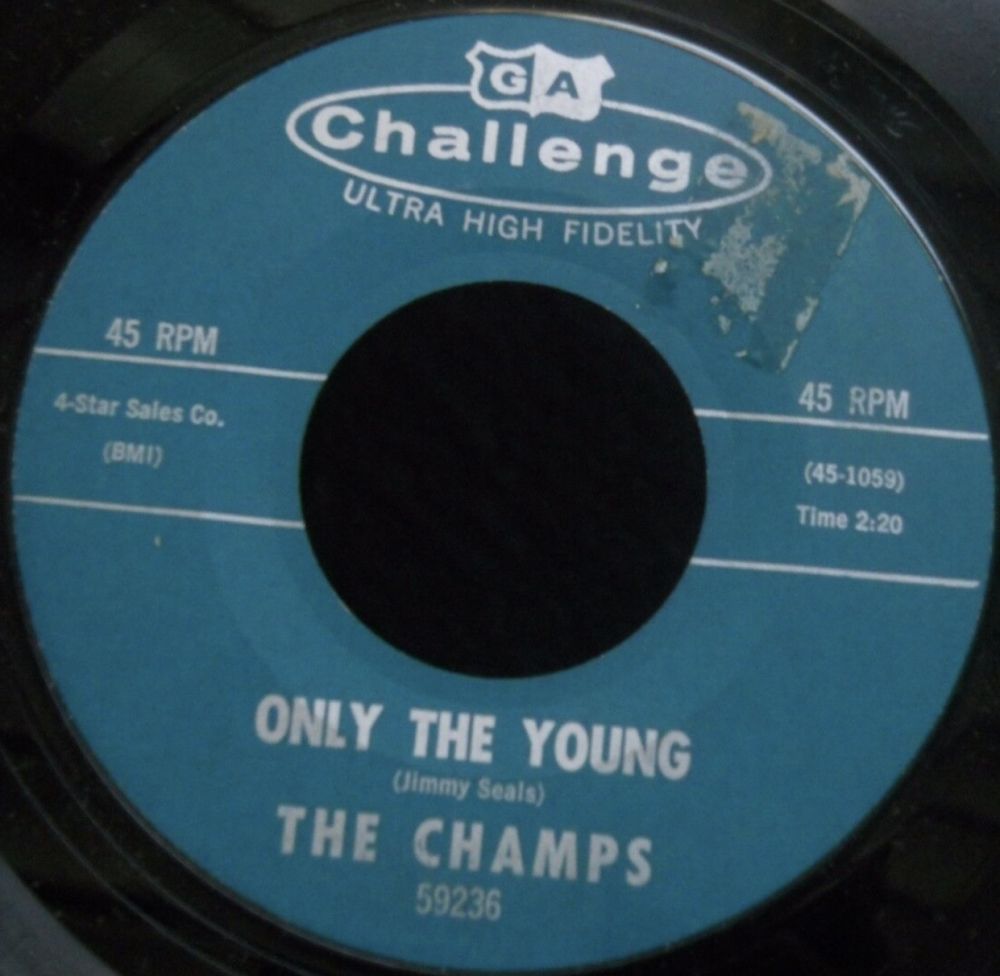 GA
Challenge
ULTRA HIGH FIDELITY
45 RPM
4-Star Sales Co.
(BMI)
45 RPM
(45-1059)
Time 2:20
ONLY THE YOUNG
(Jimmy Seals)
THE CHAMPS
59236